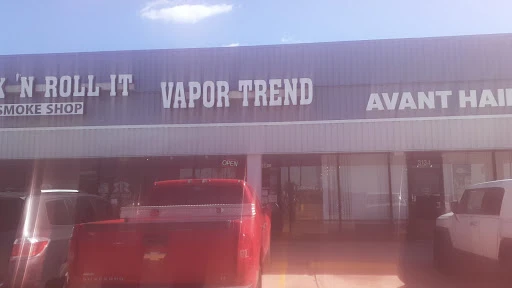 K 'N ROLL IT
SMOKE SHOP
VAPOR TREND
AVANT HAI
OPEN